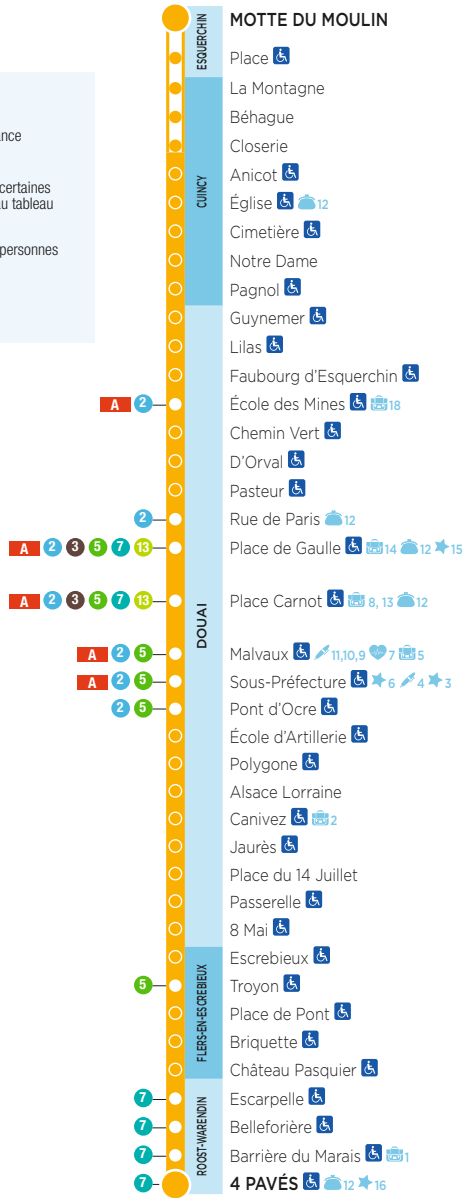 ESQUERCHIN
MOTTE DU MOULIN
Place
CUINCY
La Montagne
Béhague
Closerie
Anicot
Église 12
Cimetière
Notre Dame
Pagnol
ance
certaines
au tableau
personnes
DOUAI
Guynemer
Lilas
Faubourg d'Esquerchin
A 2 École des Mines 18
Chemin Vert
D'Orval
Pasteur
2 Rue de Paris 12
A 2 3 5 7 13 Place de Gaulle 14 12 15
A 2 3 5 7 13 Place Carnot 8, 13 12
A 2 5 Malvaux 11,10,9 7 5
A 2 5 Sous-Préfecture 6 4 3
2 5 Pont d'Ocre
École d'Artillerie
Polygone
Alsace Lorraine
Canivez 2
Jaurès
Place du 14 Juillet
Passerelle
8 Mai
FLERS-EN-ESCREBIEUX
Escrebieux
5 Troyon
Place de Pont
Briquette
Château Pasquier
ROOST-WARENDIN
7 Escarpelle
7 Belleforière
7 Barrière du Marais 1
7 4 PAVÉS 12 16